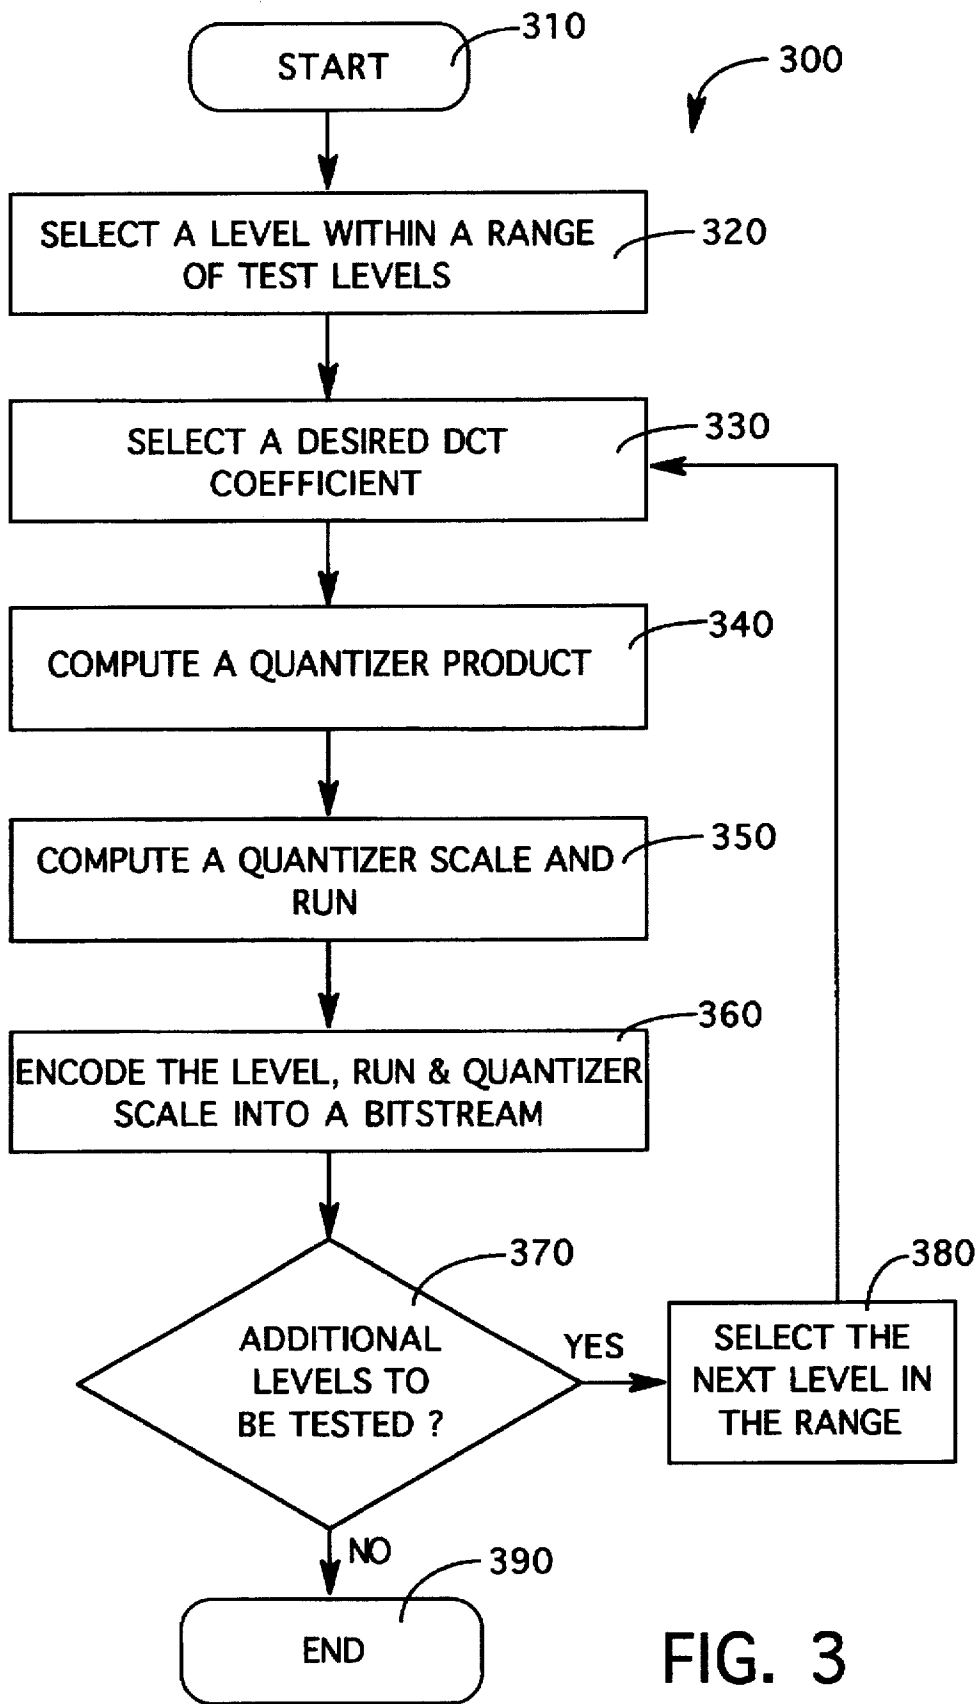 310
START
300
SELECT A LEVEL WITHIN A RANGE
OF TEST LEVELS
320
SELECT A DESIRED DCT
COEFFICIENT
330
COMPUTE A QUANTIZER PRODUCT
340
COMPUTE A QUANTIZER SCALE AND
RUN
350
360
ENCODE THE LEVEL, RUN & QUANTIZER
SCALE INTO A BITSTREAM
370
ADDITIONAL
LEVELS TO
BE TESTED ?
YES
380
SELECT THE
NEXT LEVEL IN
THE RANGE
NO
390
END
FIG. 3